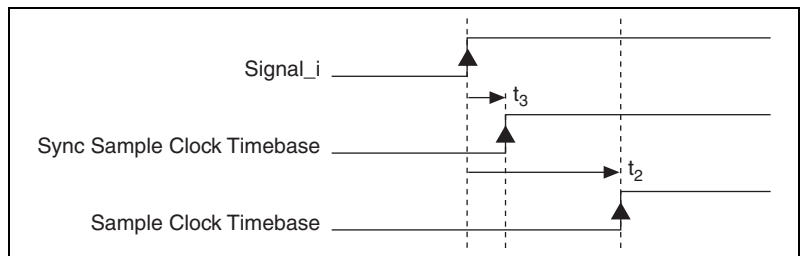 Signal_i
t₃
Sync Sample Clock Timebase
t₂
Sample Clock Timebase